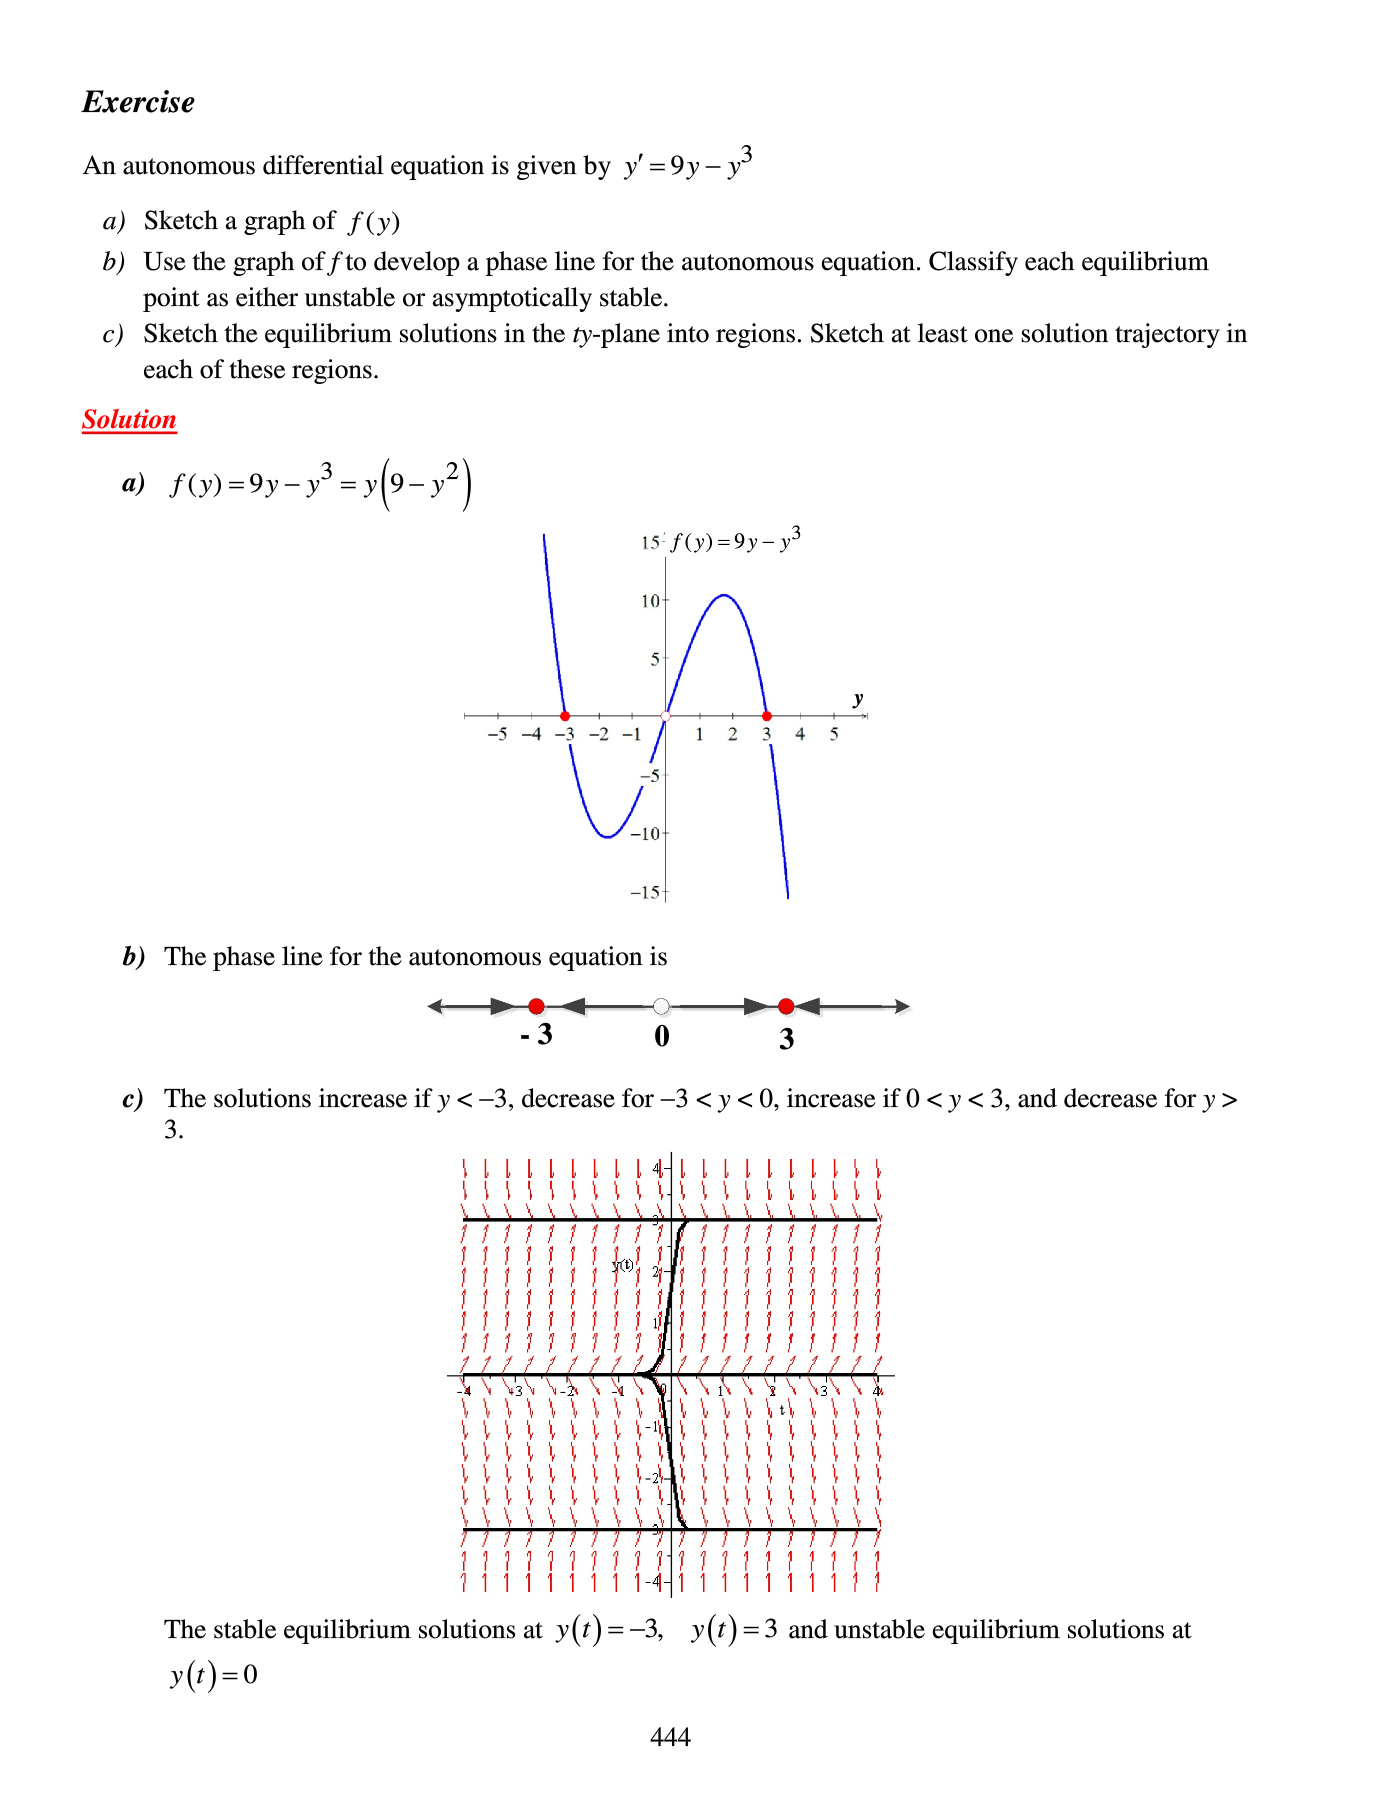 Exercise
An autonomous differential equation is given by y′ = 9y − y³
a) Sketch a graph of f(y)
b) Use the graph of f to develop a phase line for the autonomous equation. Classify each equilibrium
point as either unstable or asymptotically stable.
c) Sketch the equilibrium solutions in the ty-plane into regions. Sketch at least one solution trajectory in
each of these regions.
Solution
a) f(y) = 9y − y³ = y(9 − y²)
15 f(y) = 9y − y³
10
5
y
−5 −4 −3 −2 −1 1 2 3 4 5
−5
−10
−15
b) The phase line for the autonomous equation is
- 3 0 3
c) The solutions increase if y < –3, decrease for –3 < y < 0, increase if 0 < y < 3, and decrease for y >
3.
4
3
y(t) 2
1
-4 -3 -2 -1 0 1 2 3 4
t
-1
-2
-3
-4
The stable equilibrium solutions at y(t) = −3, y(t) = 3 and unstable equilibrium solutions at
y(t) = 0
444